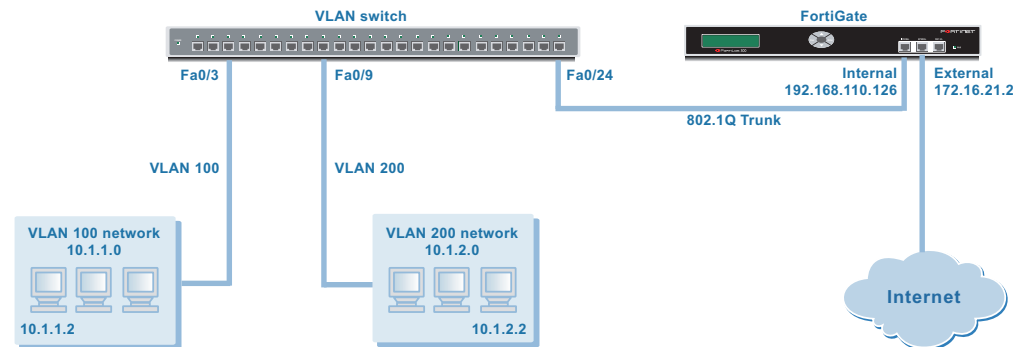 VLAN switch
FortiGate
FORTINET
Fa0/3
Fa0/9
Fa0/24
Internal
192.168.110.126
External
172.16.21.2
802.1Q Trunk
VLAN 100
VLAN 200
VLAN 100 network
10.1.1.0
10.1.1.2
VLAN 200 network
10.1.2.0
10.1.2.2
Internet